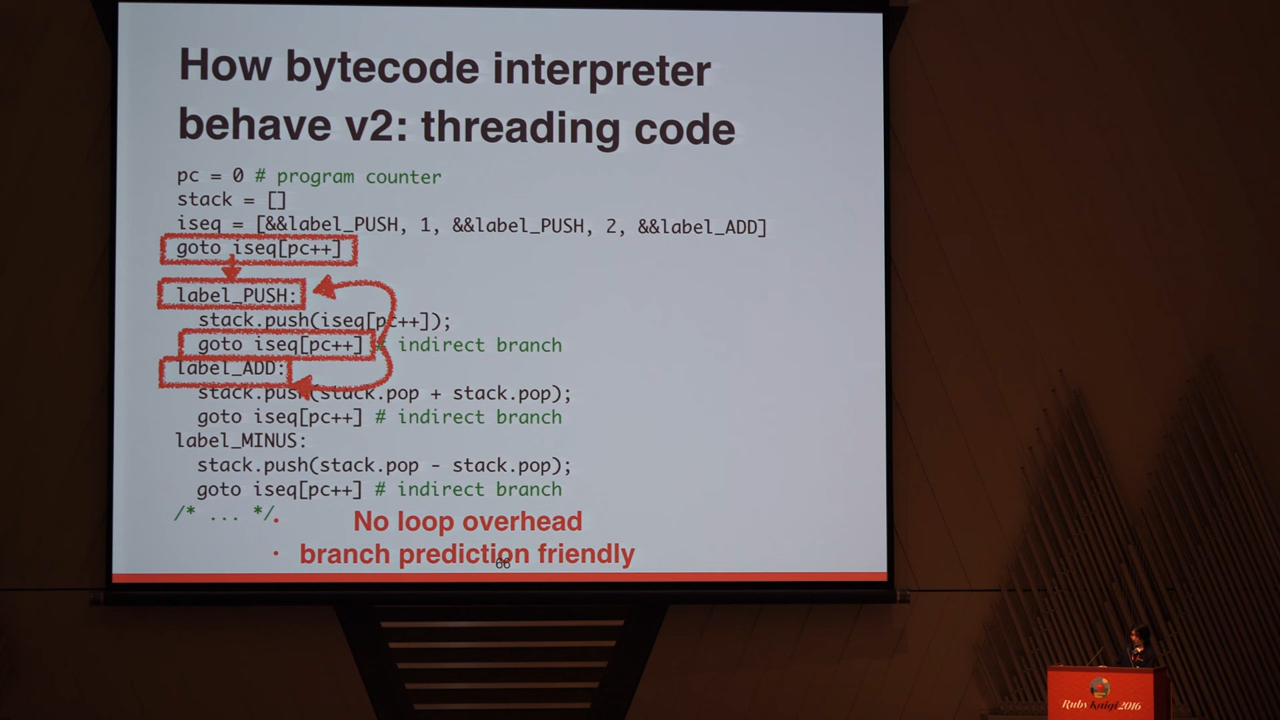 How bytecode interpreter
behave v2: threading code
pc = 0 # program counter
stack = []
iseq = [&&label_PUSH, 1, &&label_PUSH, 2, &&label_ADD]
goto iseq[pc++]
label_PUSH:
stack.push(iseq[pc++]);
goto iseq[pc++] # indirect branch
label_ADD:
stack.push(stack.pop + stack.pop);
goto iseq[pc++] # indirect branch
label_MINUS:
stack.push(stack.pop - stack.pop);
goto iseq[pc++] # indirect branch
/* ... */
· No loop overhead
· branch prediction friendly
66
RubyKaigi 2016